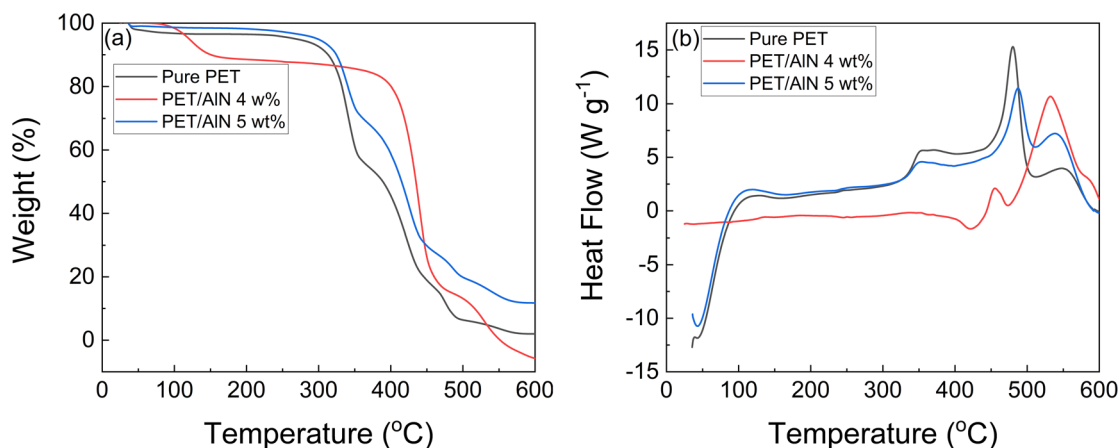 (a)
Pure PET
PET/AlN 4 w%
PET/AlN 5 wt%
Weight (%)
100
80
60
40
20
0
0 100 200 300 400 500 600
Temperature (°C)
(b)
Pure PET
PET/AlN 4 wt%
PET/AlN 5 wt%
Heat Flow (W g⁻¹)
15
10
5
0
-5
-10
-15
0 100 200 300 400 500 600
Temperature (°C)